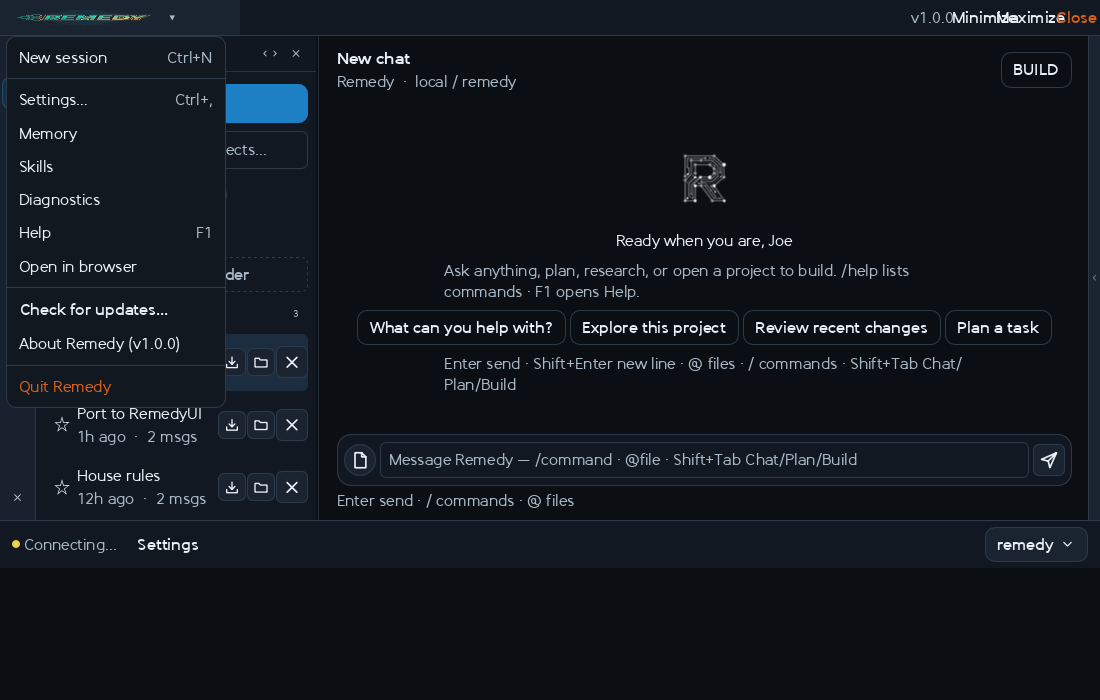 REMEDY ▾
v1.0.0 Minimize Maximize Close
New session Ctrl+N
Settings... Ctrl+,
Memory
Skills
Diagnostics
Help F1
Open in browser
Check for updates...
About Remedy (v1.0.0)
Quit Remedy
ects...
der
3
Port to RemedyUI
1h ago · 2 msgs
House rules
12h ago · 2 msgs
New chat
Remedy · local / remedy
BUILD
Ready when you are, Joe
Ask anything, plan, research, or open a project to build. /help lists
commands · F1 opens Help.
What can you help with? Explore this project Review recent changes Plan a task
Enter send · Shift+Enter new line · @ files · / commands · Shift+Tab Chat/
Plan/Build
Message Remedy — /command · @file · Shift+Tab Chat/Plan/Build
Enter send · / commands · @ files
Connecting... Settings
remedy